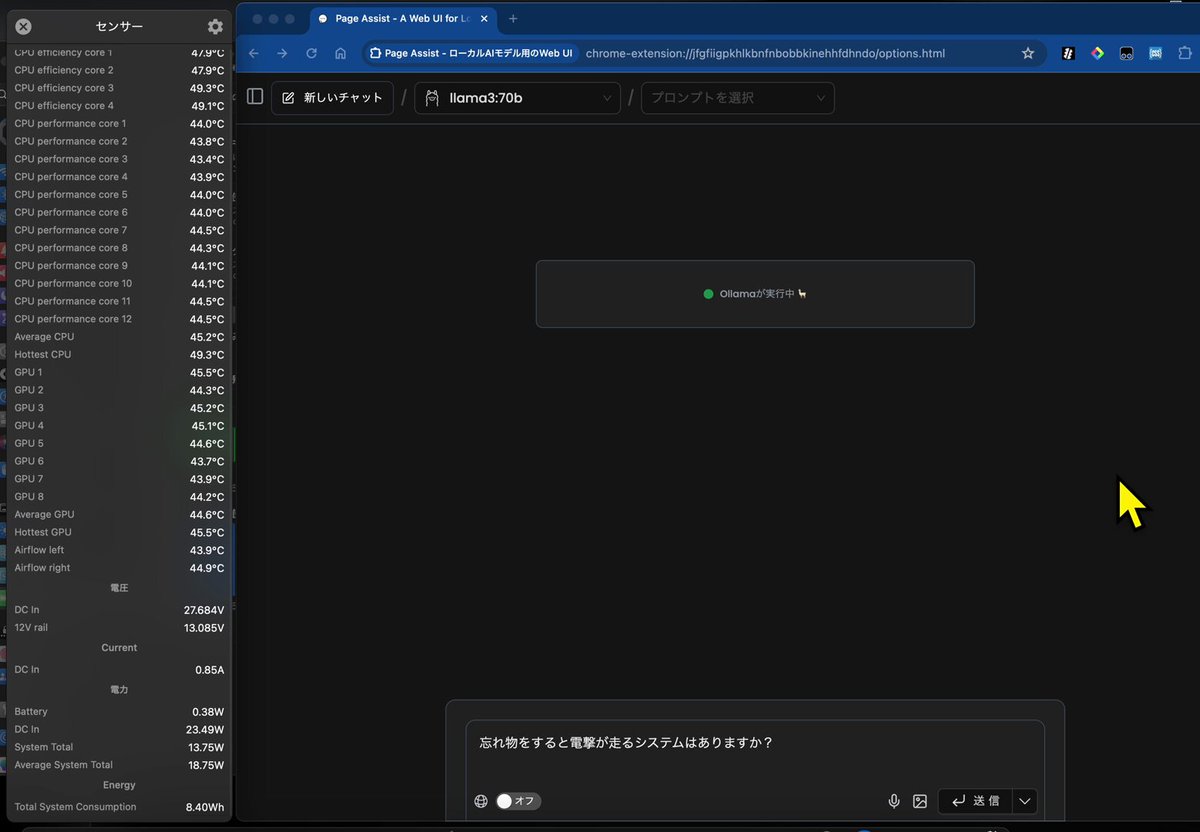 センサー
CPU efficiency core 1 47.9°C
CPU efficiency core 2 47.9°C
CPU efficiency core 3 49.3°C
CPU efficiency core 4 49.1°C
CPU performance core 1 44.0°C
CPU performance core 2 43.8°C
CPU performance core 3 43.4°C
CPU performance core 4 43.9°C
CPU performance core 5 44.0°C
CPU performance core 6 44.0°C
CPU performance core 7 44.5°C
CPU performance core 8 44.3°C
CPU performance core 9 44.1°C
CPU performance core 10 44.1°C
CPU performance core 11 44.5°C
CPU performance core 12 44.5°C
Average CPU 45.2°C
Hottest CPU 49.3°C
GPU 1 45.5°C
GPU 2 44.3°C
GPU 3 45.2°C
GPU 4 45.1°C
GPU 5 44.6°C
GPU 6 43.7°C
GPU 7 43.9°C
GPU 8 44.2°C
Average GPU 44.6°C
Hottest GPU 45.5°C
Airflow left 43.9°C
Airflow right 44.9°C
電圧
DC In 27.684V
12V rail 13.085V
Current
DC In 0.85A
電力
Battery 0.38W
DC In 23.49W
System Total 13.75W
Average System Total 18.75W
Energy
Total System Consumption 8.40Wh
Page Assist - A Web UI for Lo
Page Assist - ローカルAIモデル用のWeb UI chrome-extension://jfgfiigpkhlkbnfnbobbkinehhfdhndo/options.html
新しいチャット / llama3:70b / プロンプトを選択
Ollamaが実行中
忘れ物をすると電撃が走るシステムはありますか？
オフ 送信